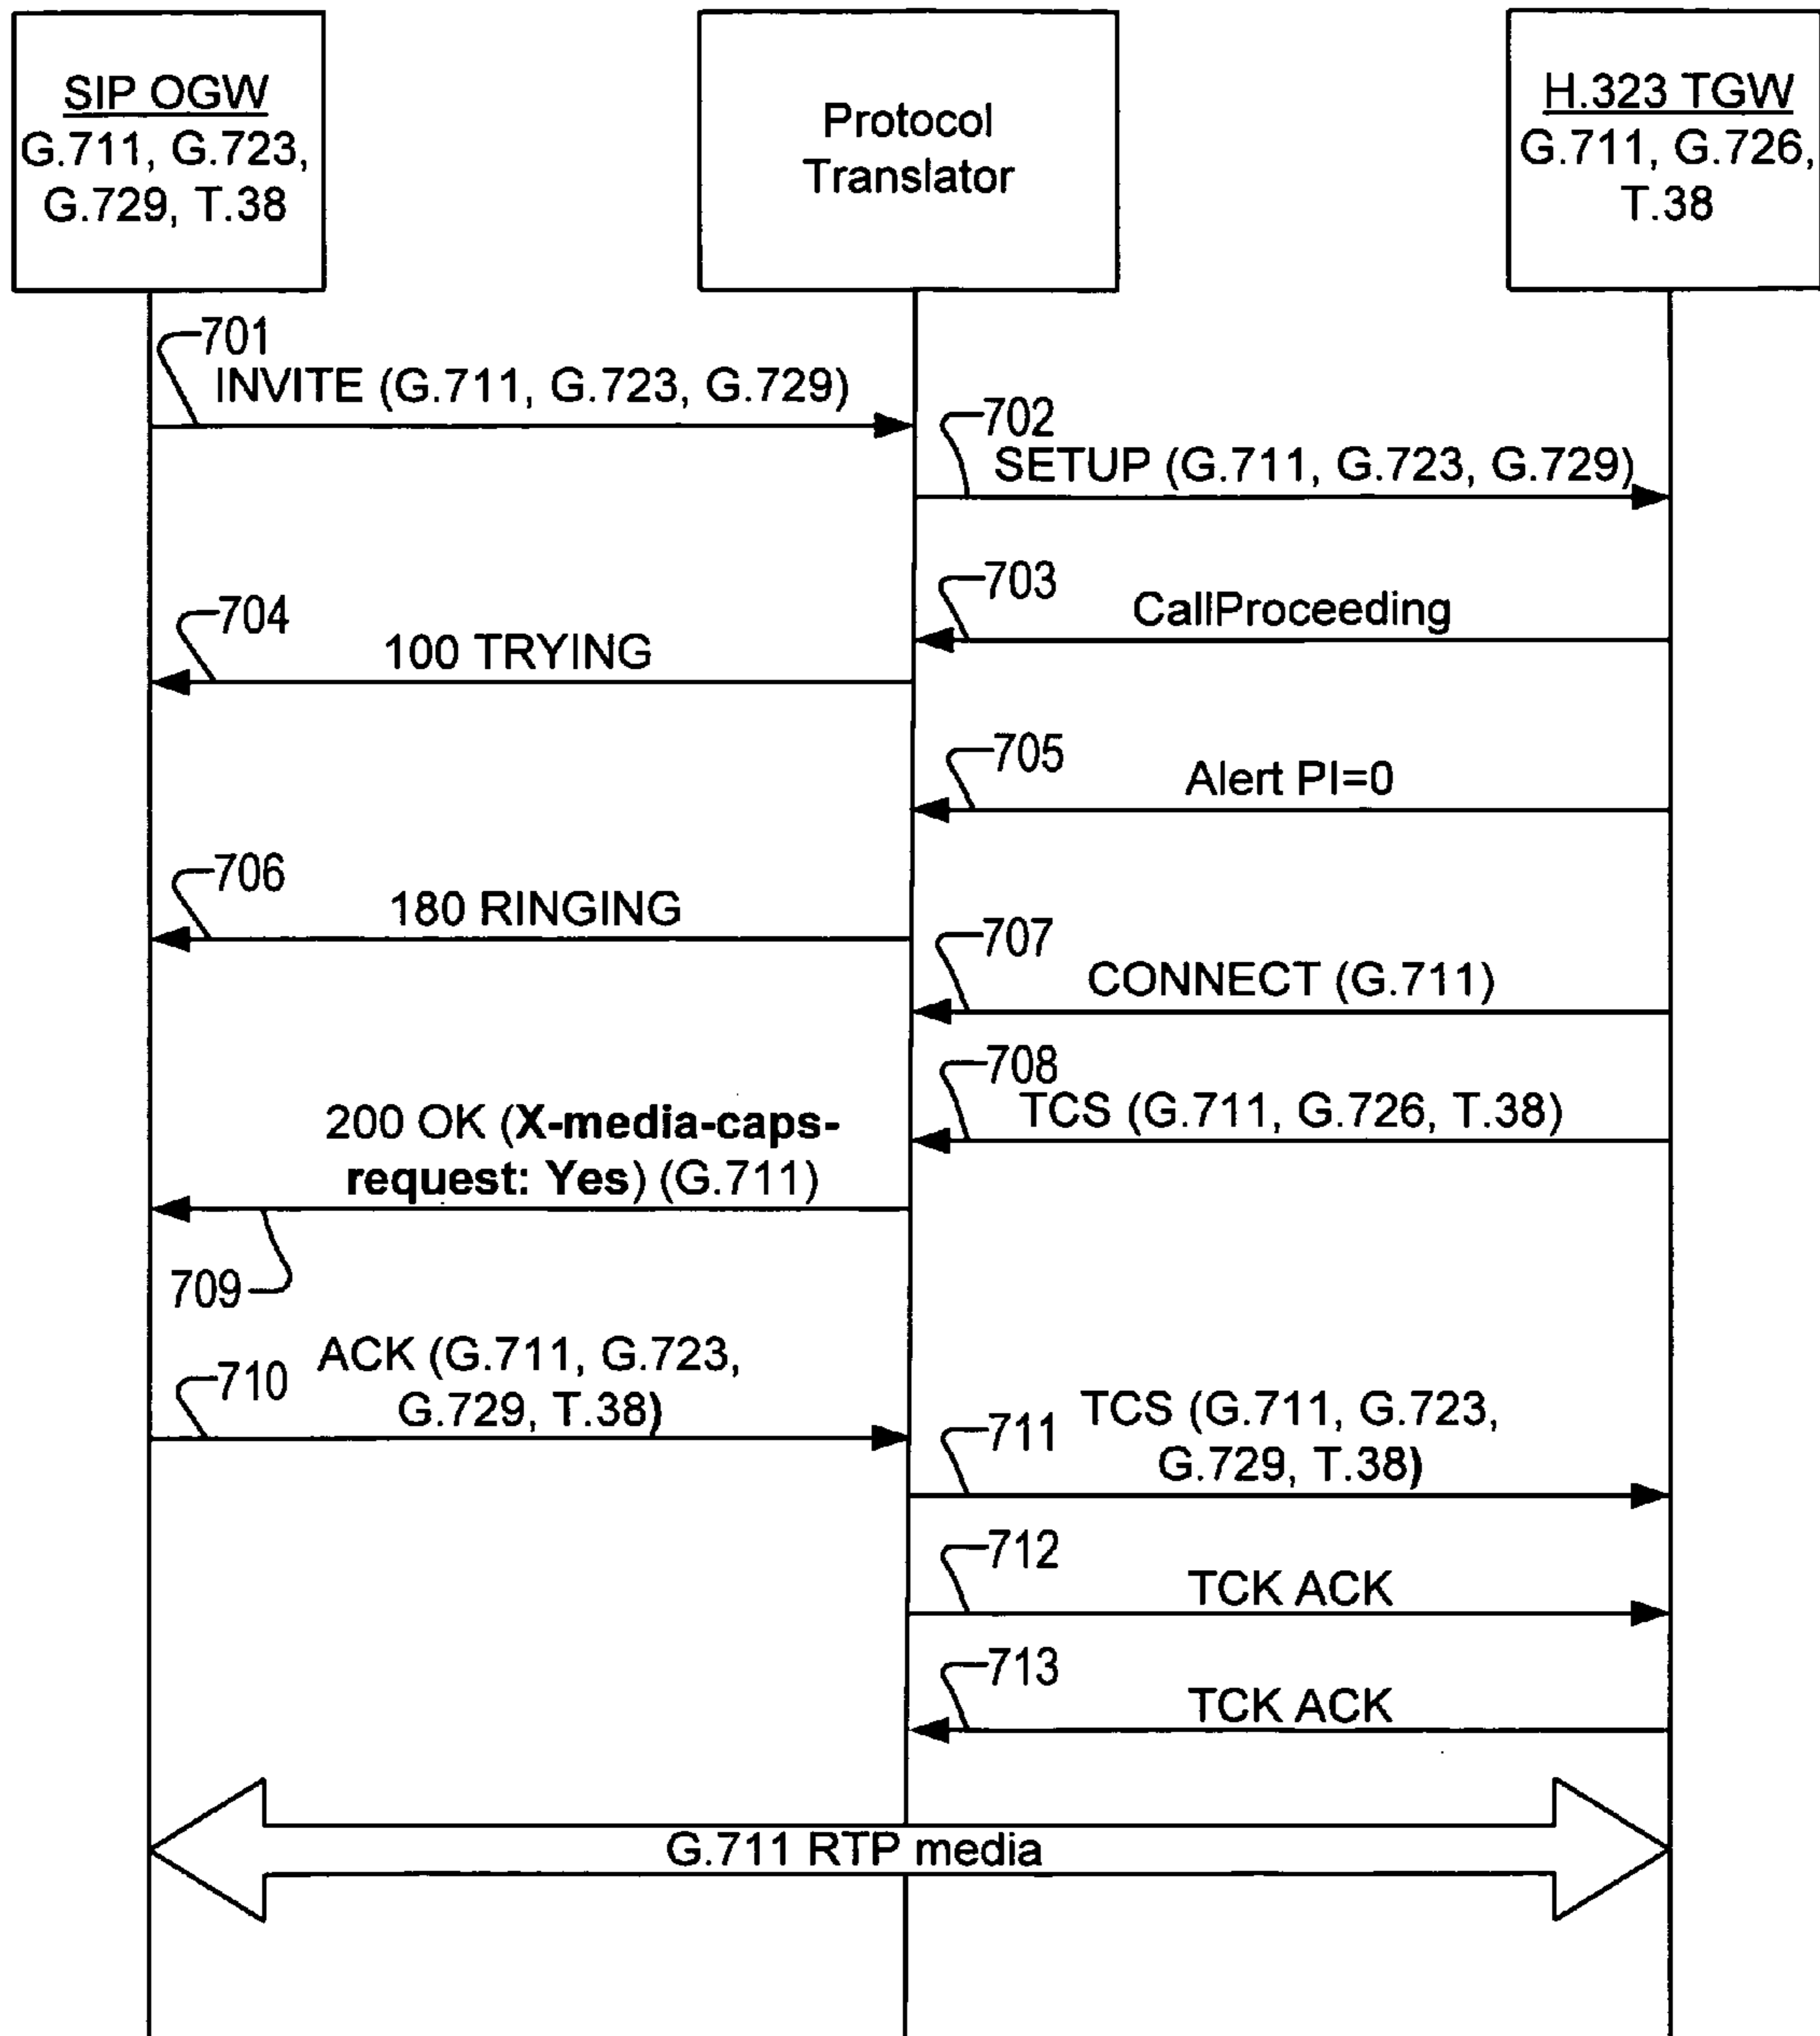 SIP OGW
G.711, G.723,
G.729, T.38
Protocol
Translator
H.323 TGW
G.711, G.726,
T.38
701
INVITE (G.711, G.723, G.729)
702
SETUP (G.711, G.723, G.729)
703
CallProceeding
704
100 TRYING
705
Alert PI=0
706
180 RINGING
707
CONNECT (G.711)
708
TCS (G.711, G.726, T.38)
200 OK (X-media-caps-
request: Yes) (G.711)
709
710
ACK (G.711, G.723,
G.729, T.38)
711
TCS (G.711, G.723,
G.729, T.38)
712
TCK ACK
713
TCK ACK
G.711 RTP media